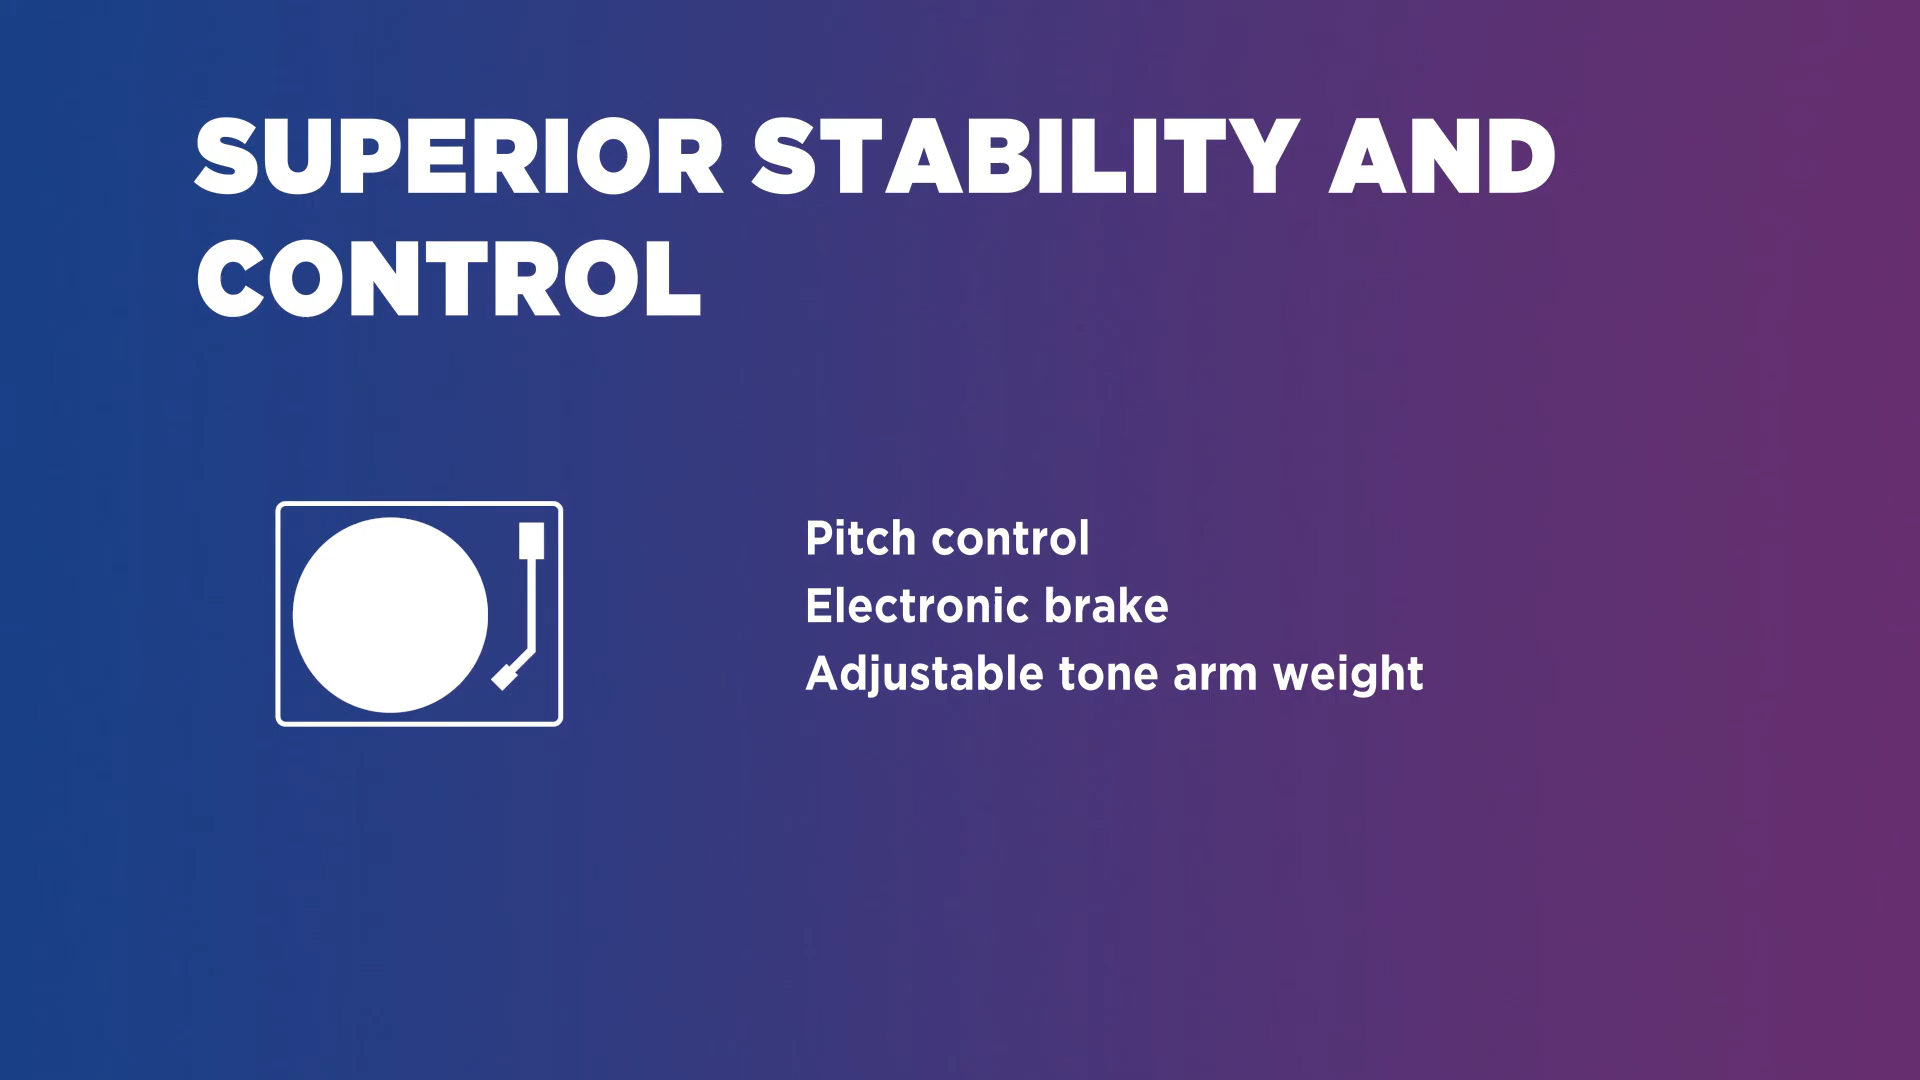 SUPERIOR STABILITY AND
CONTROL
Pitch control
Electronic brake
Adjustable tone arm weight